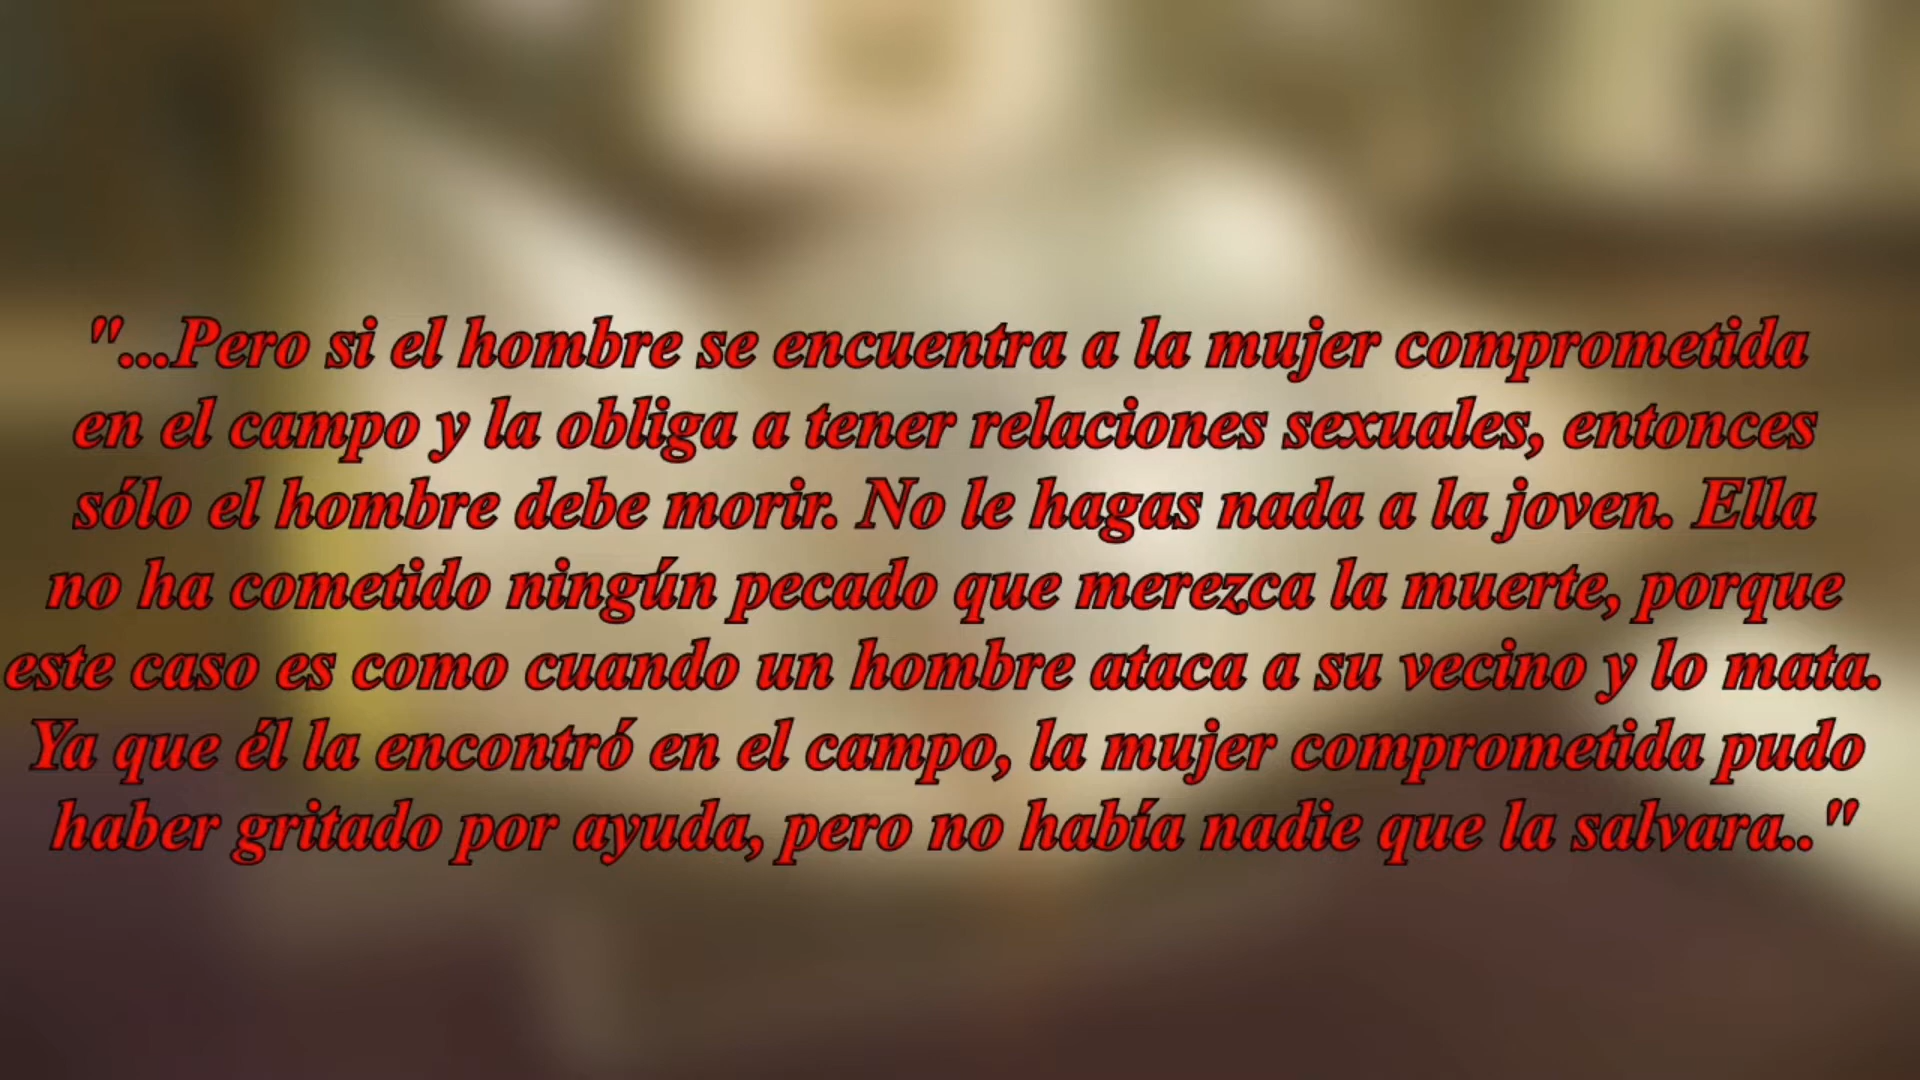 "...Pero si el hombre se encuentra a la mujer comprometida
en el campo y la obliga a tener relaciones sexuales, entonces
sólo el hombre debe morir. No le hagas nada a la joven. Ella
no ha cometido ningún pecado que merezca la muerte, porque
este caso es como cuando un hombre ataca a su vecino y lo mata.
Ya que él la encontró en el campo, la mujer comprometida pudo
haber gritado por ayuda, pero no había nadie que la salvara.."